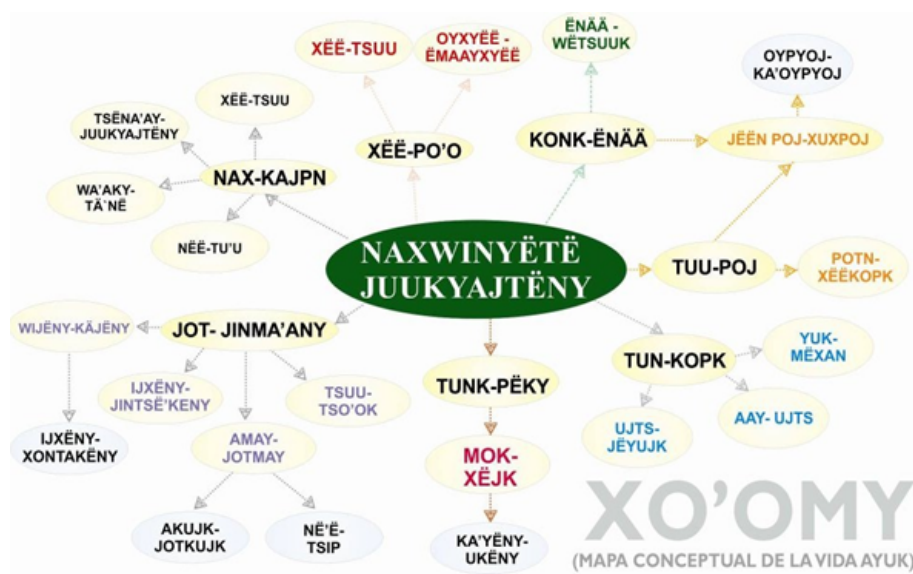 XËË-TSUU
OYXYËË -
ËMAAYXYËË
ËNÄÄ -
WËTSUUK
OYPYOJ-
KA'OYPYOJ
XËË-TSUU
TSËNA'AY-
JUUKYAJTËNY
XËË-PO'O
KONK-ËNÄÄ
JËËN POJ-XUXPOJ
NAX-KAJPN
WA'AKY-
TÄ`NË
NËË-TU'U
NAXWINYËTË
JUUKYAJTËNY
TUU-POJ
POTN-
XËËKOPK
WIJËNY-KÄJËNY
JOT- JINMA'ANY
TUN-KOPK
YUK-
MËXAN
IJXËNY-
JINTSË'KENY
TSUU-
TSO'OK
TUNK-PËKY
AAY- UJTS
UJTS-
JËYUJK
IJXËNY-
XONTAKËNY
AMAY-
JOTMAY
MOK-
XËJK
AKUJK-
JOTKUJK
NË'Ë-
TSIP
KA'YËNY-
UKËNY
XO'OMY
(MAPA CONCEPTUAL DE LA VIDA AYUK)